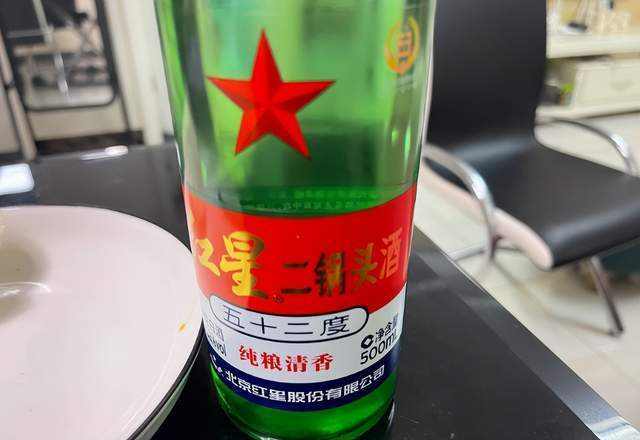 红星 二锅头酒
五十二度
净含量
500mL
纯粮清香
北京红星股份有限公司